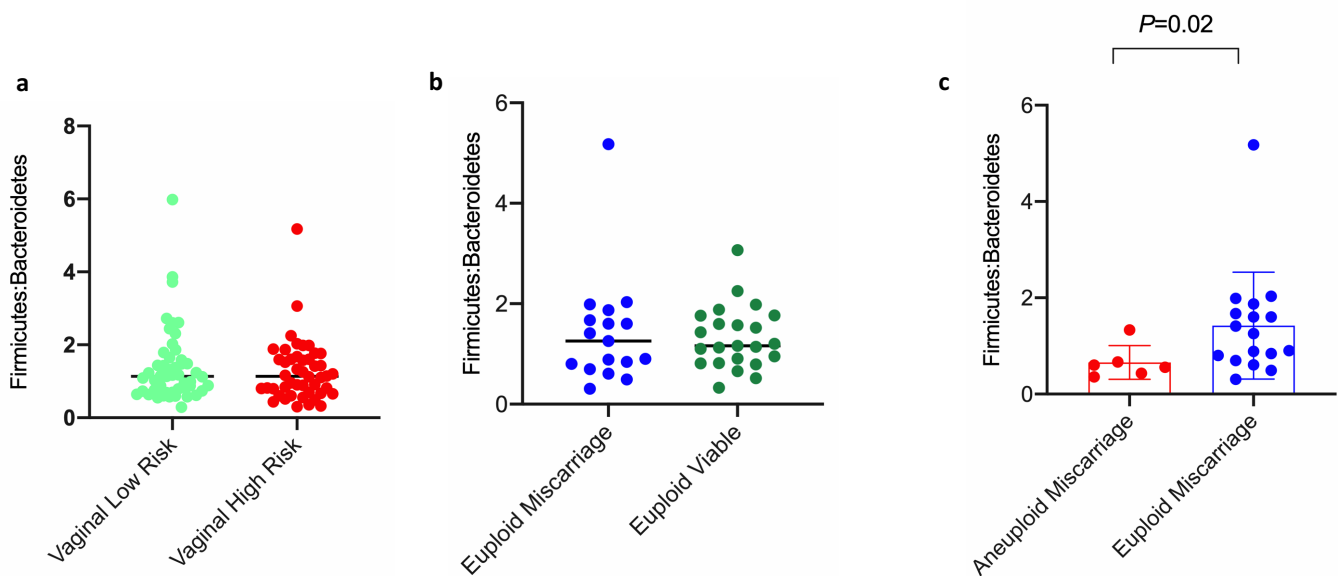 a
Firmicutes:Bacteroidetes
8
6
4
2
0
Vaginal Low Risk
Vaginal High Risk
b
Firmicutes:Bacteroidetes
6
4
2
0
Euploid Miscarriage
Euploid Viable
c
P=0.02
Firmicutes:Bacteroidetes
6
4
2
0
Aneuploid Miscarriage
Euploid Miscarriage